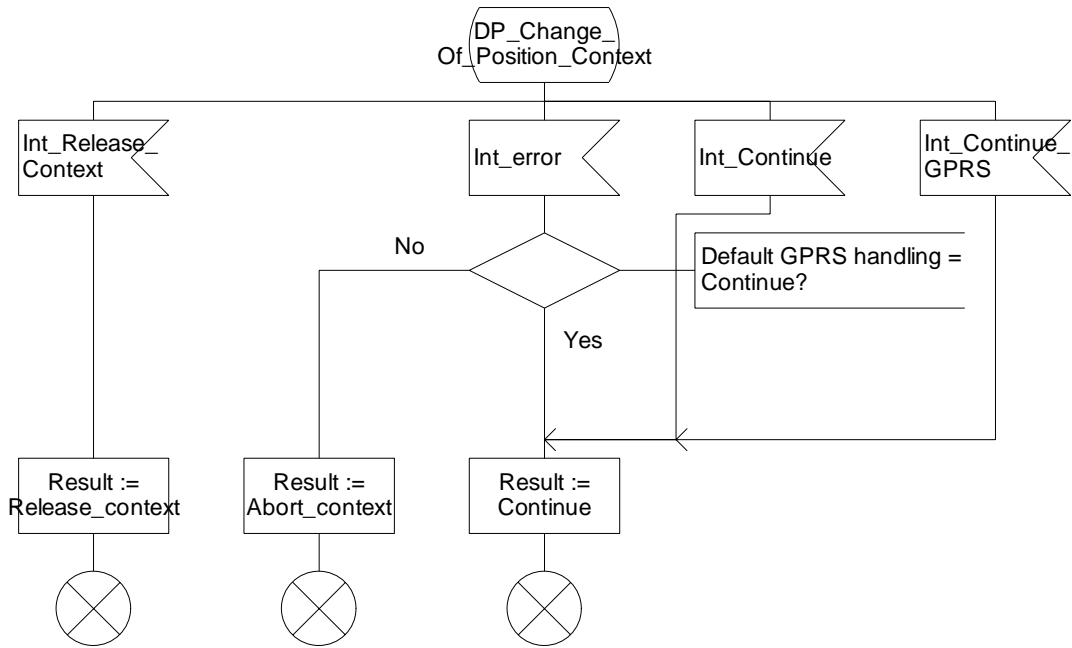 DP_Change_
Of_Position_Context
Int_Release_
Context
Int_error
Int_Continue
Int_Continue_
GPRS
No
Default GPRS handling =
Continue?
Yes
Result :=
Release_context
Result :=
Abort_context
Result :=
Continue